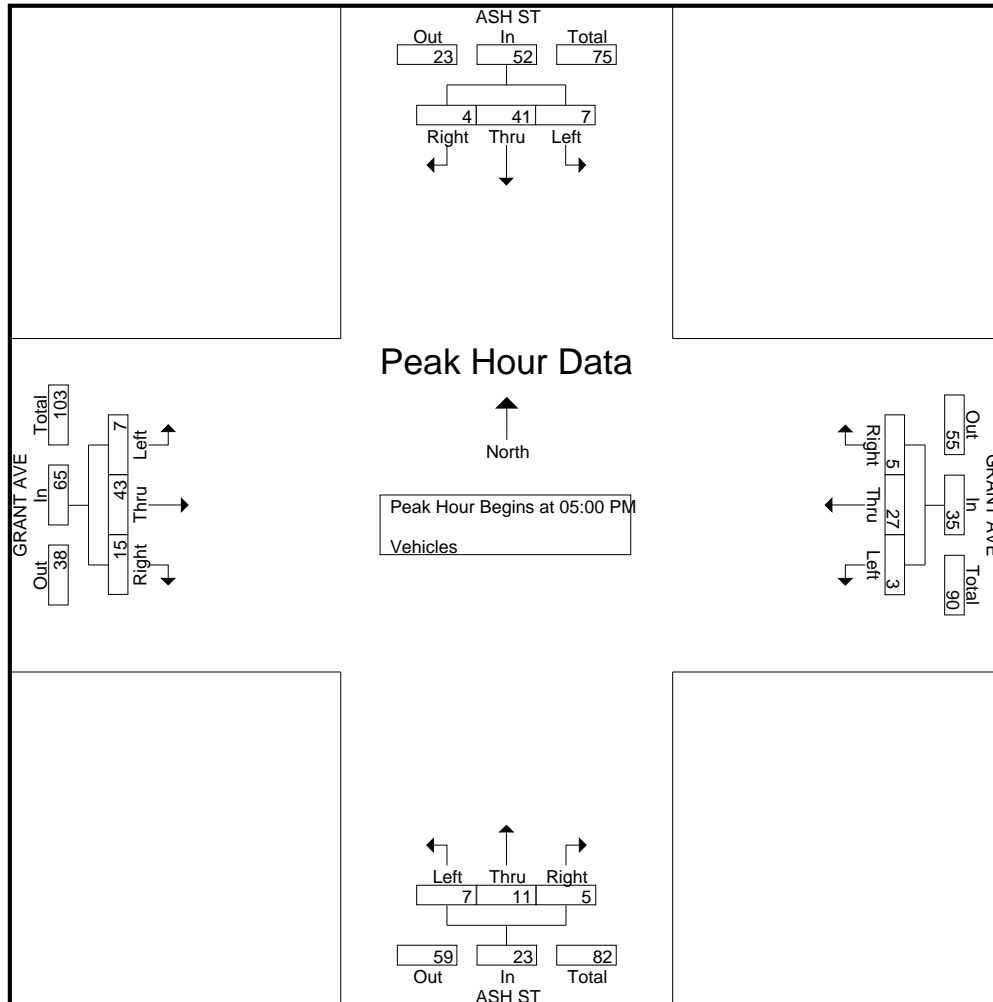 ASH ST
Out In Total
23 52 75
4 41 7
Right Thru Left
Peak Hour Data
North
Peak Hour Begins at 05:00 PM
Vehicles
GRANT AVE
Total In Out
103 65 38
7 43 15
Left Thru Right
Right Thru Left
5 27 3
Out In Total
55 35 90
GRANT AVE
Left Thru Right
7 11 5
59 23 82
Out In Total
ASH ST